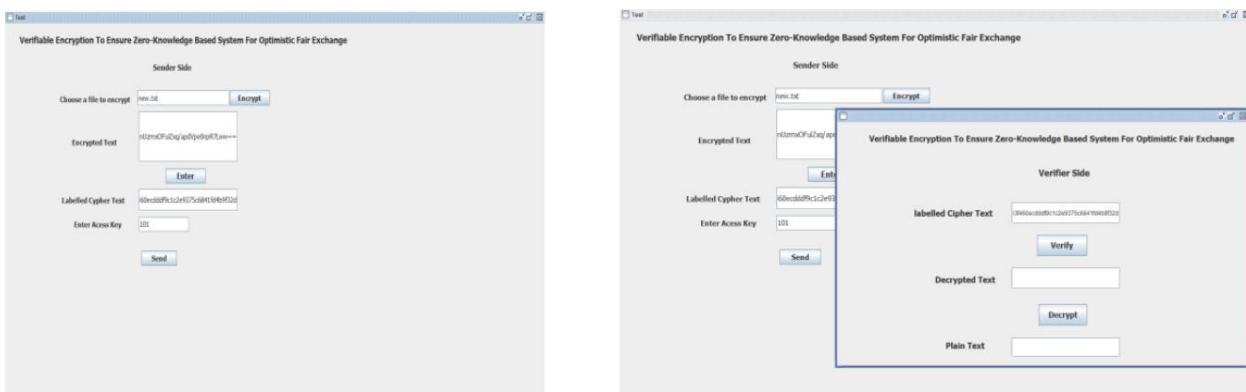 Test
Verifiable Encryption To Ensure Zero-Knowledge Based System For Optimistic Fair Exchange
Sender Side
Choose a file to encrypt new.txt Encrypt
Encrypted Text
Enter
Labelled Cypher Text
Enter Acess Key 101
Send
Test
Verifiable Encryption To Ensure Zero-Knowledge Based System For Optimistic Fair Exchange
Sender Side
Choose a file to encrypt new.txt Encrypt
Encrypted Text
Labelled Cypher Text
Enter Acess Key 101
Send
Verifiable Encryption To Ensure Zero-Knowledge Based System For Optimistic Fair Exchange
Verifier Side
labelled Cipher Text
Verify
Decrypted Text
Decrypt
Plain Text